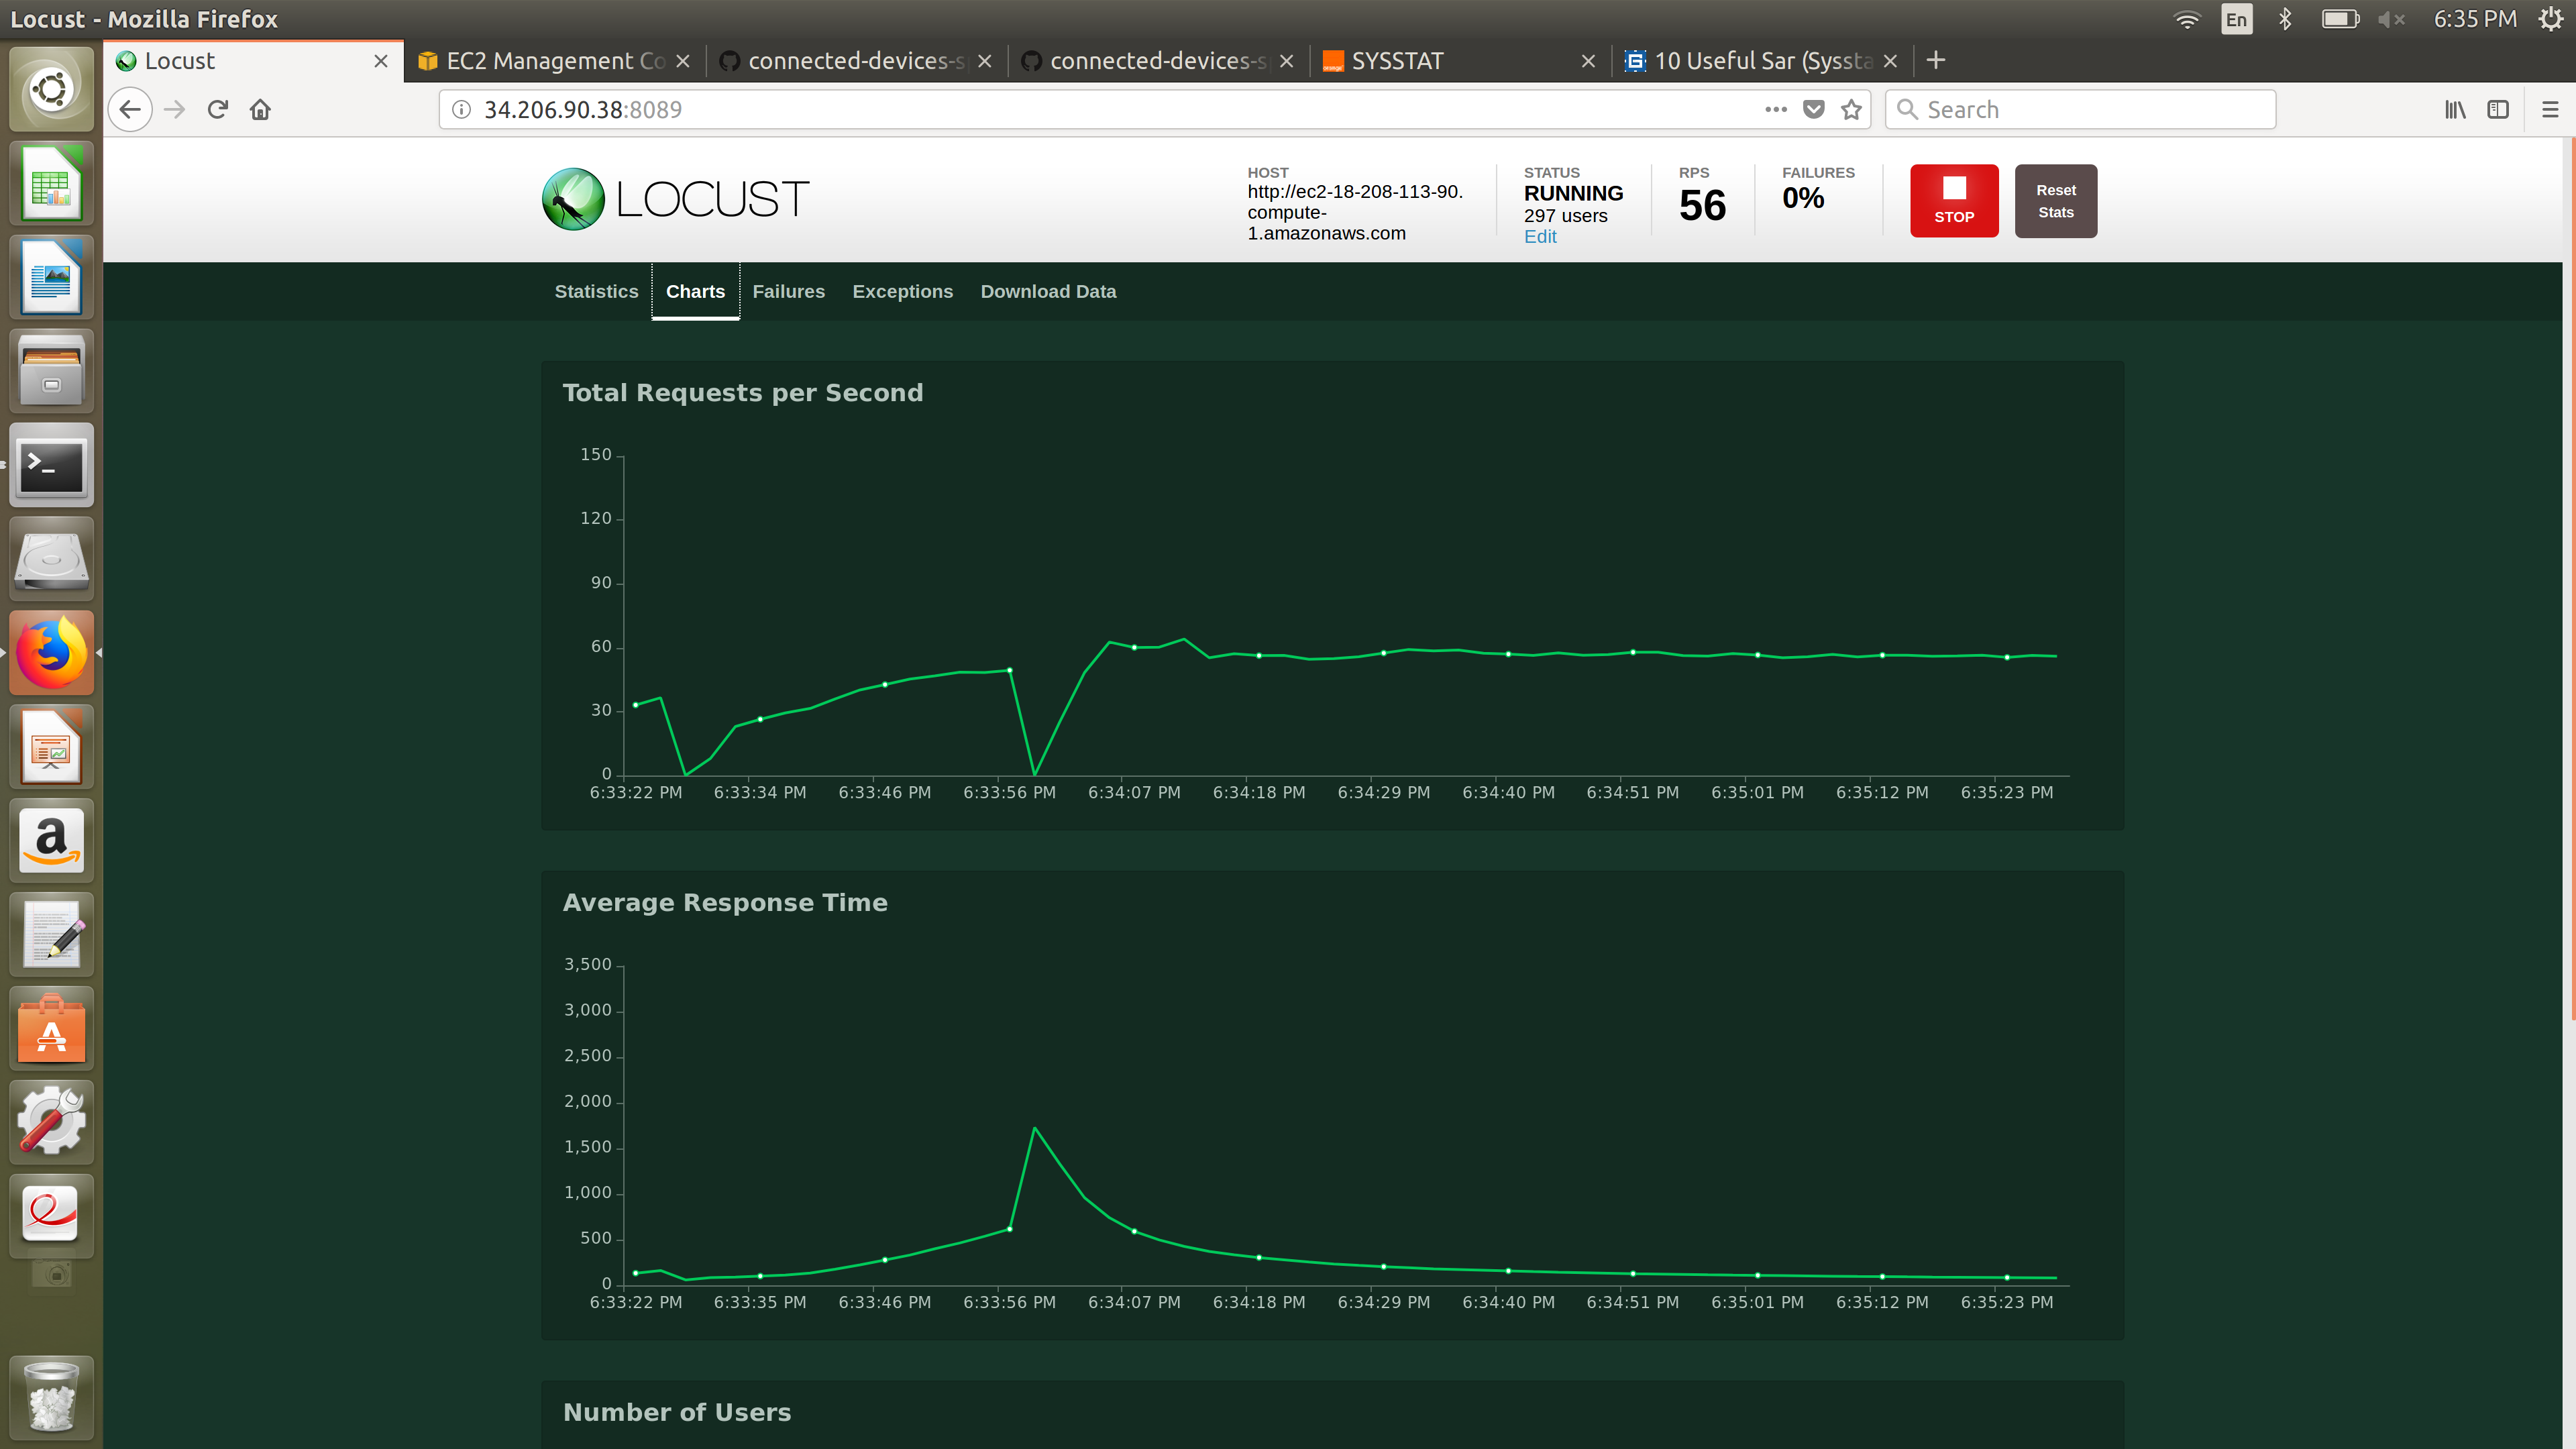 Locust - Mozilla Firefox
En
6:35 PM
Locust
EC2 Management Co
connected-devices-s
connected-devices-s
SYSSTAT
10 Useful Sar (Syssta
34.206.90.38:8089
Search
LOCUST
HOST
http://ec2-18-208-113-90.
compute-
1.amazonaws.com
STATUS
RUNNING
297 users
Edit
RPS
56
FAILURES
0%
STOP
Reset
Stats
Statistics
Charts
Failures
Exceptions
Download Data
Total Requests per Second
150
120
90
60
30
0
6:33:22 PM
6:33:34 PM
6:33:46 PM
6:33:56 PM
6:34:07 PM
6:34:18 PM
6:34:29 PM
6:34:40 PM
6:34:51 PM
6:35:01 PM
6:35:12 PM
6:35:23 PM
Average Response Time
3,500
3,000
2,500
2,000
1,500
1,000
500
0
6:33:22 PM
6:33:35 PM
6:33:46 PM
6:33:56 PM
6:34:07 PM
6:34:18 PM
6:34:29 PM
6:34:40 PM
6:34:51 PM
6:35:01 PM
6:35:12 PM
6:35:23 PM
Number of Users